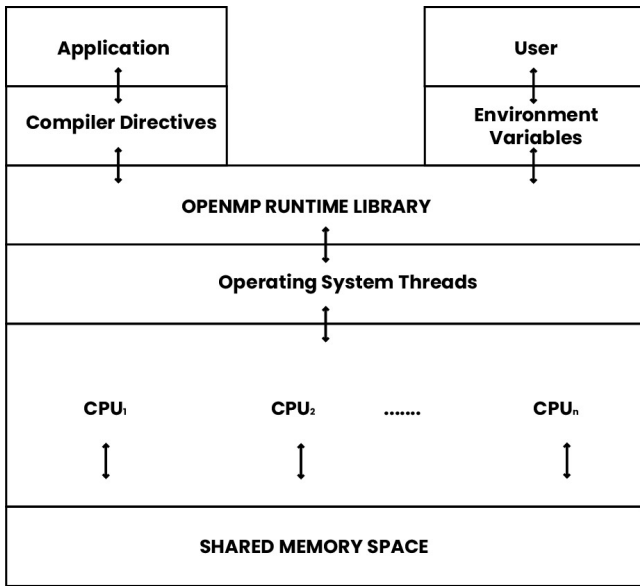 Application
User
Compiler Directives
Environment
Variables
OPENMP RUNTIME LIBRARY
Operating System Threads
CPU₁ CPU₂ ....... CPUₙ
SHARED MEMORY SPACE